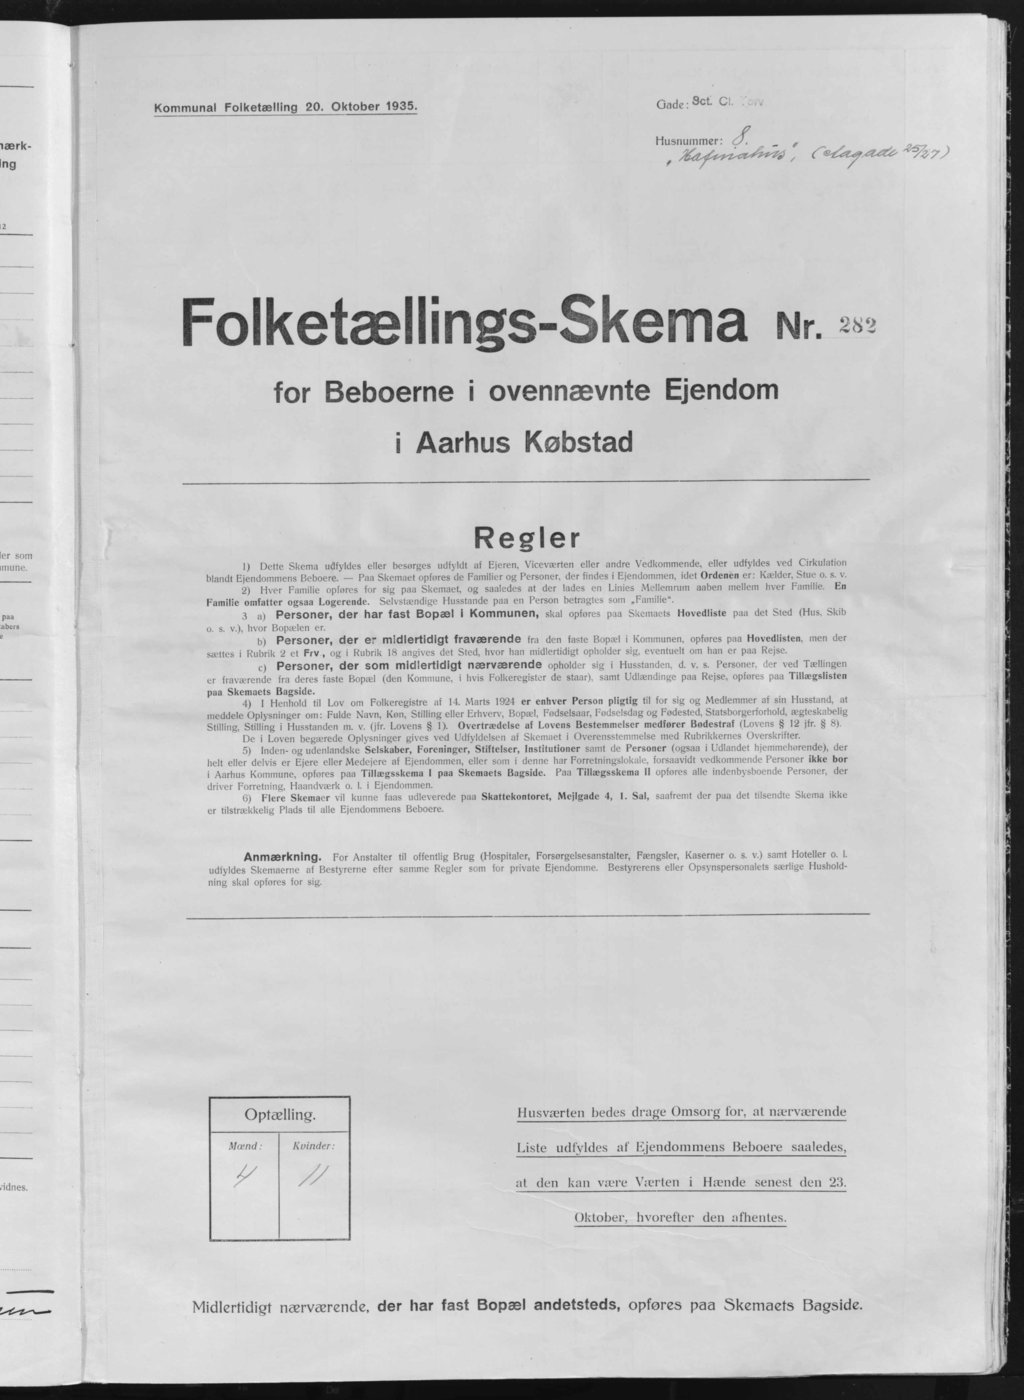 Kommunal Folketælling 20. Oktober 1935.
Gade: Sct. Cl. Torv
Husnummer: 8.
„Hafniahus", (Aagade 25/27)
Folketællings-Skema Nr. 282
for Beboerne i ovennævnte Ejendom
i Aarhus Købstad
Regler
1) Dette Skema udfyldes eller besørges udfyldt af Ejeren, Viceværten eller andre Vedkommende, eller udfyldes ved Cirkulation
blandt Ejendommens Beboere. — Paa Skemaet opføres de Familier og Personer, der findes i Ejendommen, idet Ordenen er: Kælder, Stue o. s. v.
2) Hver Familie opføres for sig paa Skemaet, og saaledes at der lades en Linies Mellemrum aaben mellem hver Familie. En
Familie omfatter ogsaa Logerende. Selvstændige Husstande paa en Person betragtes som „Familie".
3 a) Personer, der har fast Bopæl i Kommunen, skal opføres paa Skemaets Hovedliste paa det Sted (Hus, Skib
o. s. v.), hvor Bopælen er.
b) Personer, der er midlertidigt fraværende fra den faste Bopæl i Kommunen, opføres paa Hovedlisten, men der
sættes i Rubrik 2 et Frv, og i Rubrik 18 angives det Sted, hvor han midlertidigt opholder sig, eventuelt om han er paa Rejse.
c) Personer, der som midlertidigt nærværende opholder sig i Husstanden, d. v. s. Personer, der ved Tællingen
er fraværende fra deres faste Bopæl (den Kommune, i hvis Folkeregister de staar), samt Udlændinge paa Rejse, opføres paa Tillægslisten
paa Skemaets Bagside.
4) I Henhold til Lov om Folkeregistre af 14. Marts 1924 er enhver Person pligtig til for sig og Medlemmer af sin Husstand, at
meddele Oplysninger om: Fulde Navn, Køn, Stilling eller Erhverv, Bopæl, Fødselsaar, Fødselsdag og Fødested, Statsborgerforhold, ægteskabelig
Stilling, Stilling i Husstanden m. v. (jfr. Lovens § 1). Overtrædelse af Lovens Bestemmelser medfører Bødestraf (Lovens § 12 jfr. § 8).
De i Loven begærede Oplysninger gives ved Udfyldelsen af Skemaet i Overensstemmelse med Rubrikkernes Overskrifter.
5) Inden- og udenlandske Selskaber, Foreninger, Stiftelser, Institutioner samt de Personer (ogsaa i Udlandet hjemmehørende), der
helt eller delvis er Ejere eller Medejere af Ejendommen, eller som i denne har Forretningslokale, forsaavidt vedkommende Personer ikke bor
i Aarhus Kommune, opføres paa Tillægsskema I paa Skemaets Bagside. Paa Tillægsskema II opføres alle indenbysboende Personer, der
driver Forretning, Haandværk o. l. i Ejendommen.
6) Flere Skemaer vil kunne faas udleverede paa Skattekontoret, Mejlgade 4, 1. Sal, saafremt der paa det tilsendte Skema ikke
er tilstrækkelig Plads til alle Ejendommens Beboere.
Anmærkning. For Anstalter til offentlig Brug (Hospitaler, Forsørgelsesanstalter, Fængsler, Kaserner o. s. v.) samt Hoteller o. l.
udfyldes Skemaerne af Bestyrerne efter samme Regler som for private Ejendomme. Bestyrerens eller Opsynspersonalets særlige Hushold-
ning skal opføres for sig.
Optælling.
Mænd: Kvinder:
4 11
Husværten bedes drage Omsorg for, at nærværende
Liste udfyldes af Ejendommens Beboere saaledes,
at den kan være Værten i Hænde senest den 23.
Oktober, hvorefter den afhentes.
Midlertidigt nærværende, der har fast Bopæl andetsteds, opføres paa Skemaets Bagside.